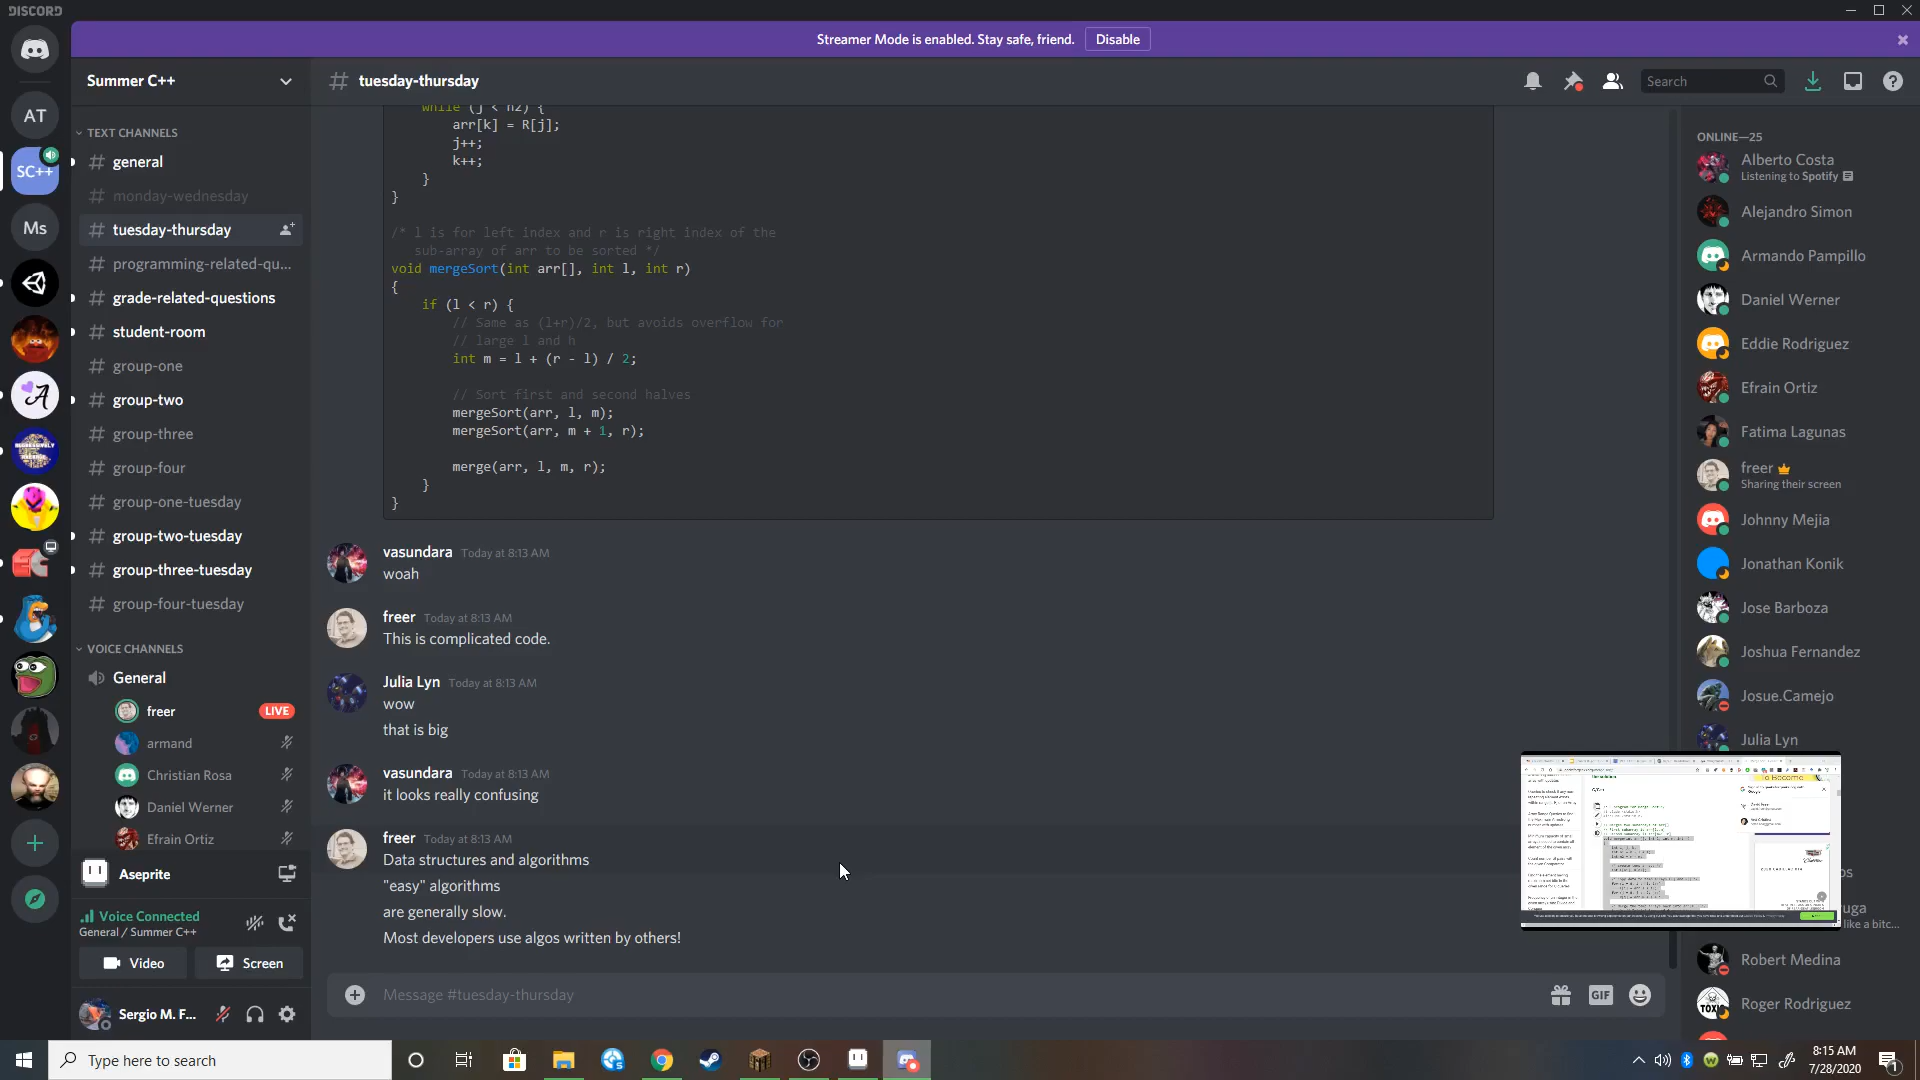 DISCORD
Streamer Mode is enabled. Stay safe, friend.
Disable
Summer C++
tuesday-thursday
Search
AT
SC++
Ms
TEXT CHANNELS
general
monday-wednesday
tuesday-thursday
programming-related-qu...
grade-related-questions
student-room
group-one
group-two
group-three
group-four
group-one-tuesday
group-two-tuesday
group-three-tuesday
group-four-tuesday
VOICE CHANNELS
General
freer LIVE
armand
Christian Rosa
Daniel Werner
Efrain Ortiz
Aseprite
Voice Connected
General / Summer C++
Video
Screen
Sergio M. F...
while (j < n2) {
arr[k] = R[j];
j++;
k++;
}
}
/* l is for left index and r is right index of the
sub-array of arr to be sorted */
void mergeSort(int arr[], int l, int r)
{
if (l < r) {
// Same as (l+r)/2, but avoids overflow for
// large l and h
int m = l + (r - l) / 2;
// Sort first and second halves
mergeSort(arr, l, m);
mergeSort(arr, m + 1, r);
merge(arr, l, m, r);
}
}
vasundara Today at 8:13 AM
woah
freer Today at 8:13 AM
This is complicated code.
Julia Lyn Today at 8:13 AM
wow
that is big
vasundara Today at 8:13 AM
it looks really confusing
freer Today at 8:13 AM
Data structures and algorithms
"easy" algorithms
are generally slow.
Most developers use algos written by others!
Message #tuesday-thursday
GIF
ONLINE—25
Alberto Costa
Listening to Spotify
Alejandro Simon
Armando Pampillo
Daniel Werner
Eddie Rodriguez
Efrain Ortiz
Fatima Lagunas
freer
Sharing their screen
Johnny Mejia
Jonathan Konik
Jose Barboza
Joshua Fernandez
Josue.Camejo
Julia Lyn
os
uga
like a bitc...
Robert Medina
Roger Rodriguez
TOXIC
Type here to search
8:15 AM
7/28/2020
1